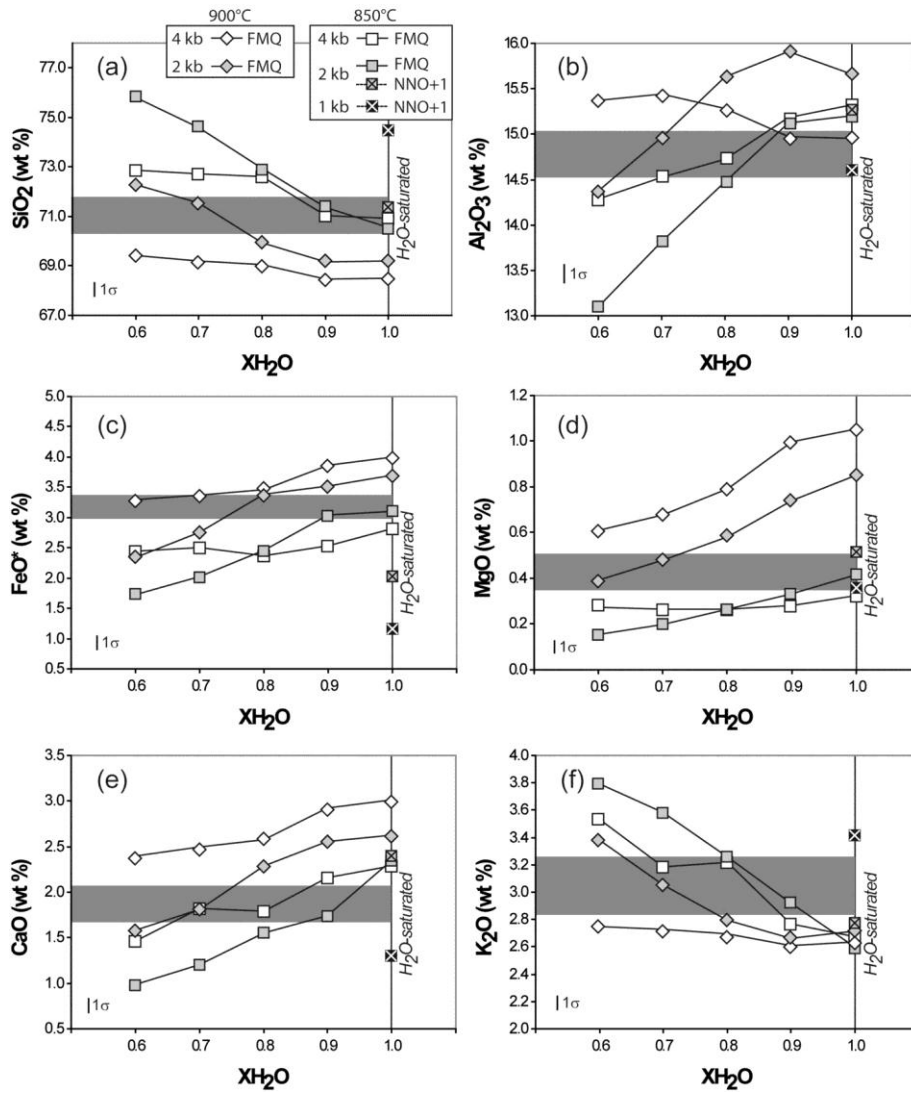 900°C 850°C
4 kb FMQ 4 kb FMQ
2 kb FMQ 2 kb FMQ
NNO+1
1 kb NNO+1
(a)
SiO2 (wt %)
77.0
75.0
73.0
71.0
69.0
67.0
1σ
H2O-saturated
0.6 0.7 0.8 0.9 1.0
XH2O
(b)
Al2O3 (wt %)
16.0
15.5
15.0
14.5
14.0
13.5
13.0
1σ
H2O-saturated
0.6 0.7 0.8 0.9 1.0
XH2O
(c)
FeO* (wt %)
5.0
4.5
4.0
3.5
3.0
2.5
2.0
1.5
1.0
0.5
1σ
H2O-saturated
0.6 0.7 0.8 0.9 1.0
XH2O
(d)
MgO (wt %)
1.2
1.0
0.8
0.6
0.4
0.2
0.0
1σ
H2O-saturated
0.6 0.7 0.8 0.9 1.0
XH2O
(e)
CaO (wt %)
3.5
3.0
2.5
2.0
1.5
1.0
0.5
1σ
H2O-saturated
0.6 0.7 0.8 0.9 1.0
XH2O
(f)
K2O (wt %)
4.0
3.8
3.6
3.4
3.2
3.0
2.8
2.6
2.4
2.2
2.0
1σ
H2O-saturated
0.6 0.7 0.8 0.9 1.0
XH2O